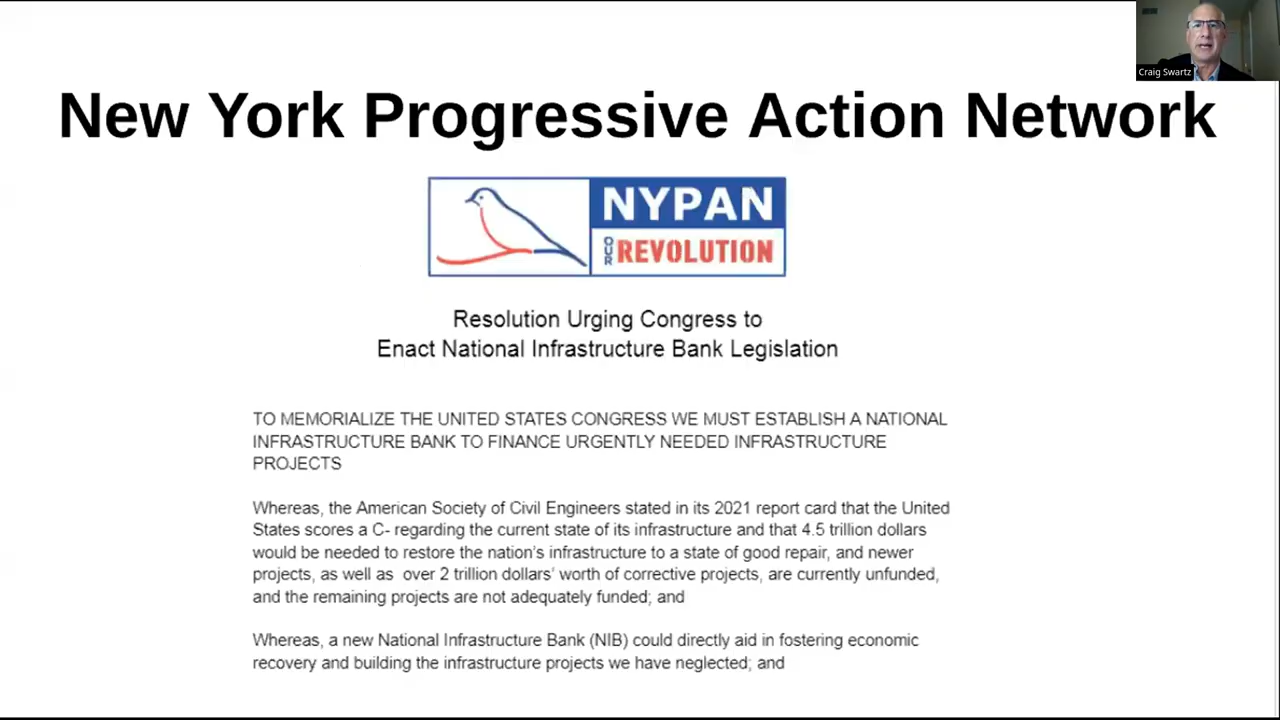 Craig Swartz
New York Progressive Action Network
NYPAN
OUR REVOLUTION
Resolution Urging Congress to
Enact National Infrastructure Bank Legislation
TO MEMORIALIZE THE UNITED STATES CONGRESS WE MUST ESTABLISH A NATIONAL
INFRASTRUCTURE BANK TO FINANCE URGENTLY NEEDED INFRASTRUCTURE
PROJECTS
Whereas, the American Society of Civil Engineers stated in its 2021 report card that the United
States scores a C- regarding the current state of its infrastructure and that 4.5 trillion dollars
would be needed to restore the nation's infrastructure to a state of good repair, and newer
projects, as well as over 2 trillion dollars' worth of corrective projects, are currently unfunded,
and the remaining projects are not adequately funded; and
Whereas, a new National Infrastructure Bank (NIB) could directly aid in fostering economic
recovery and building the infrastructure projects we have neglected; and